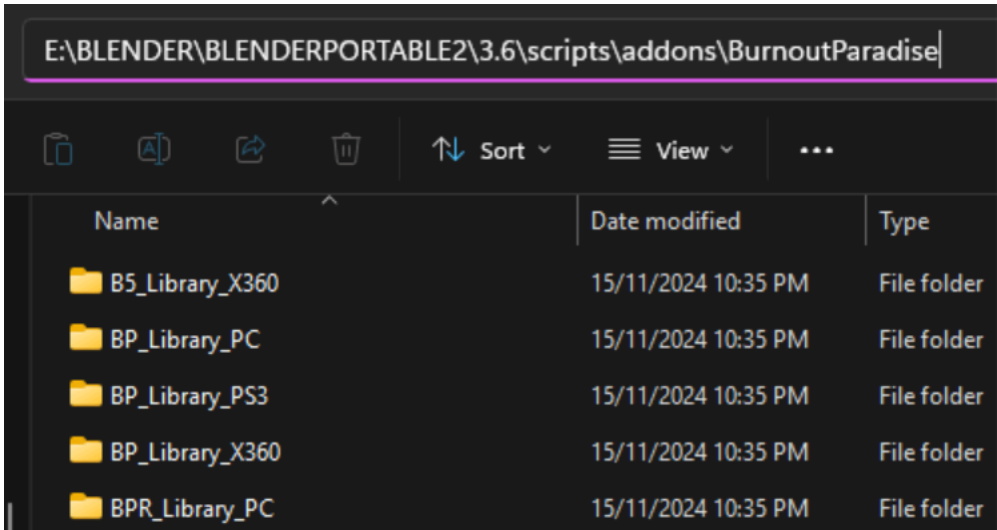 E:\BLENDER\BLENDERPORTABLE2\3.6\scripts\addons\BurnoutParadise
Sort View
Name Date modified Type
B5_Library_X360 15/11/2024 10:35 PM File folder
BP_Library_PC 15/11/2024 10:35 PM File folder
BP_Library_PS3 15/11/2024 10:35 PM File folder
BP_Library_X360 15/11/2024 10:35 PM File folder
BPR_Library_PC 15/11/2024 10:35 PM File folder